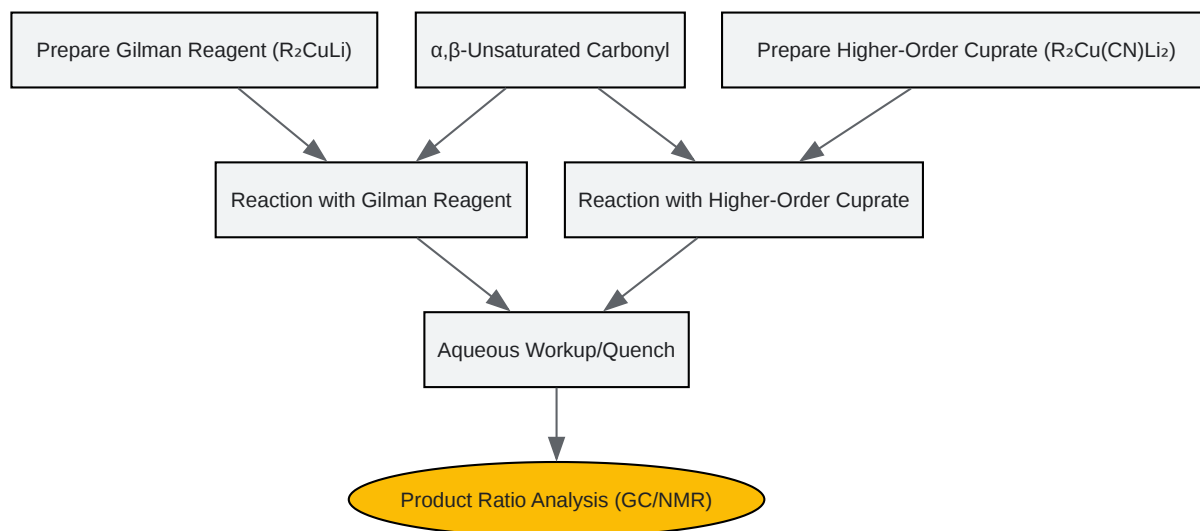 Prepare Gilman Reagent (R₂CuLi)
α,β-Unsaturated Carbonyl
Prepare Higher-Order Cuprate (R₂Cu(CN)Li₂)
Reaction with Gilman Reagent
Reaction with Higher-Order Cuprate
Aqueous Workup/Quench
Product Ratio Analysis (GC/NMR)